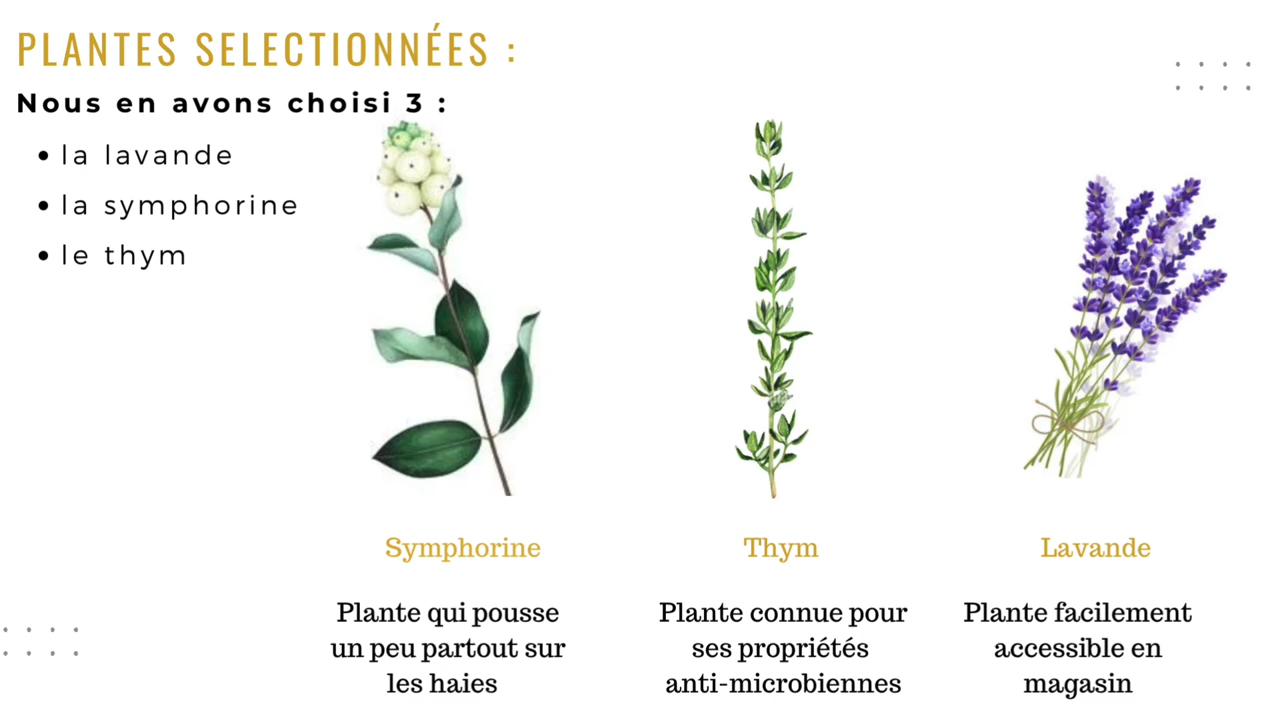 PLANTES SELECTIONNÉES :
Nous en avons choisi 3 :
• la lavande
• la symphorine
• le thym
Symphorine
Plante qui pousse
un peu partout sur
les haies
Thym
Plante connue pour
ses propriétés
anti-microbiennes
Lavande
Plante facilement
accessible en
magasin